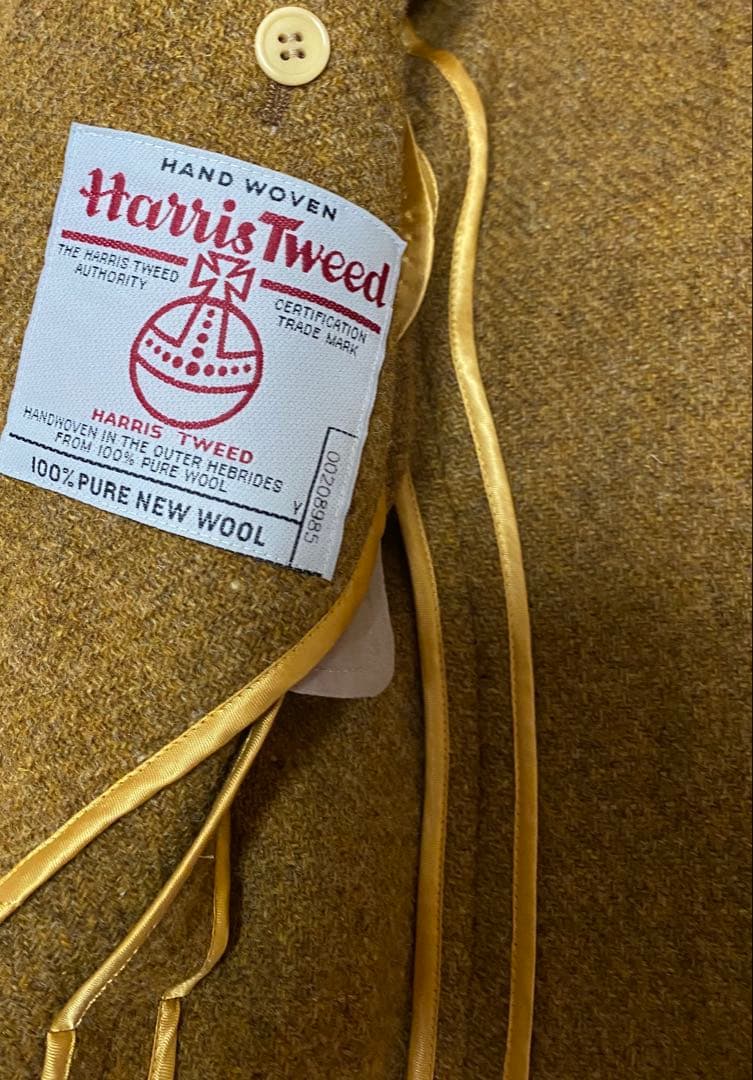 HAND WOVEN
Harris Tweed
THE HARRIS TWEED
AUTHORITY
CERTIFICATION
TRADE MARK
HARRIS TWEED
HANDWOVEN IN THE OUTER HEBRIDES
FROM 100% PURE WOOL
100% PURE NEW WOOL
Y
00208985